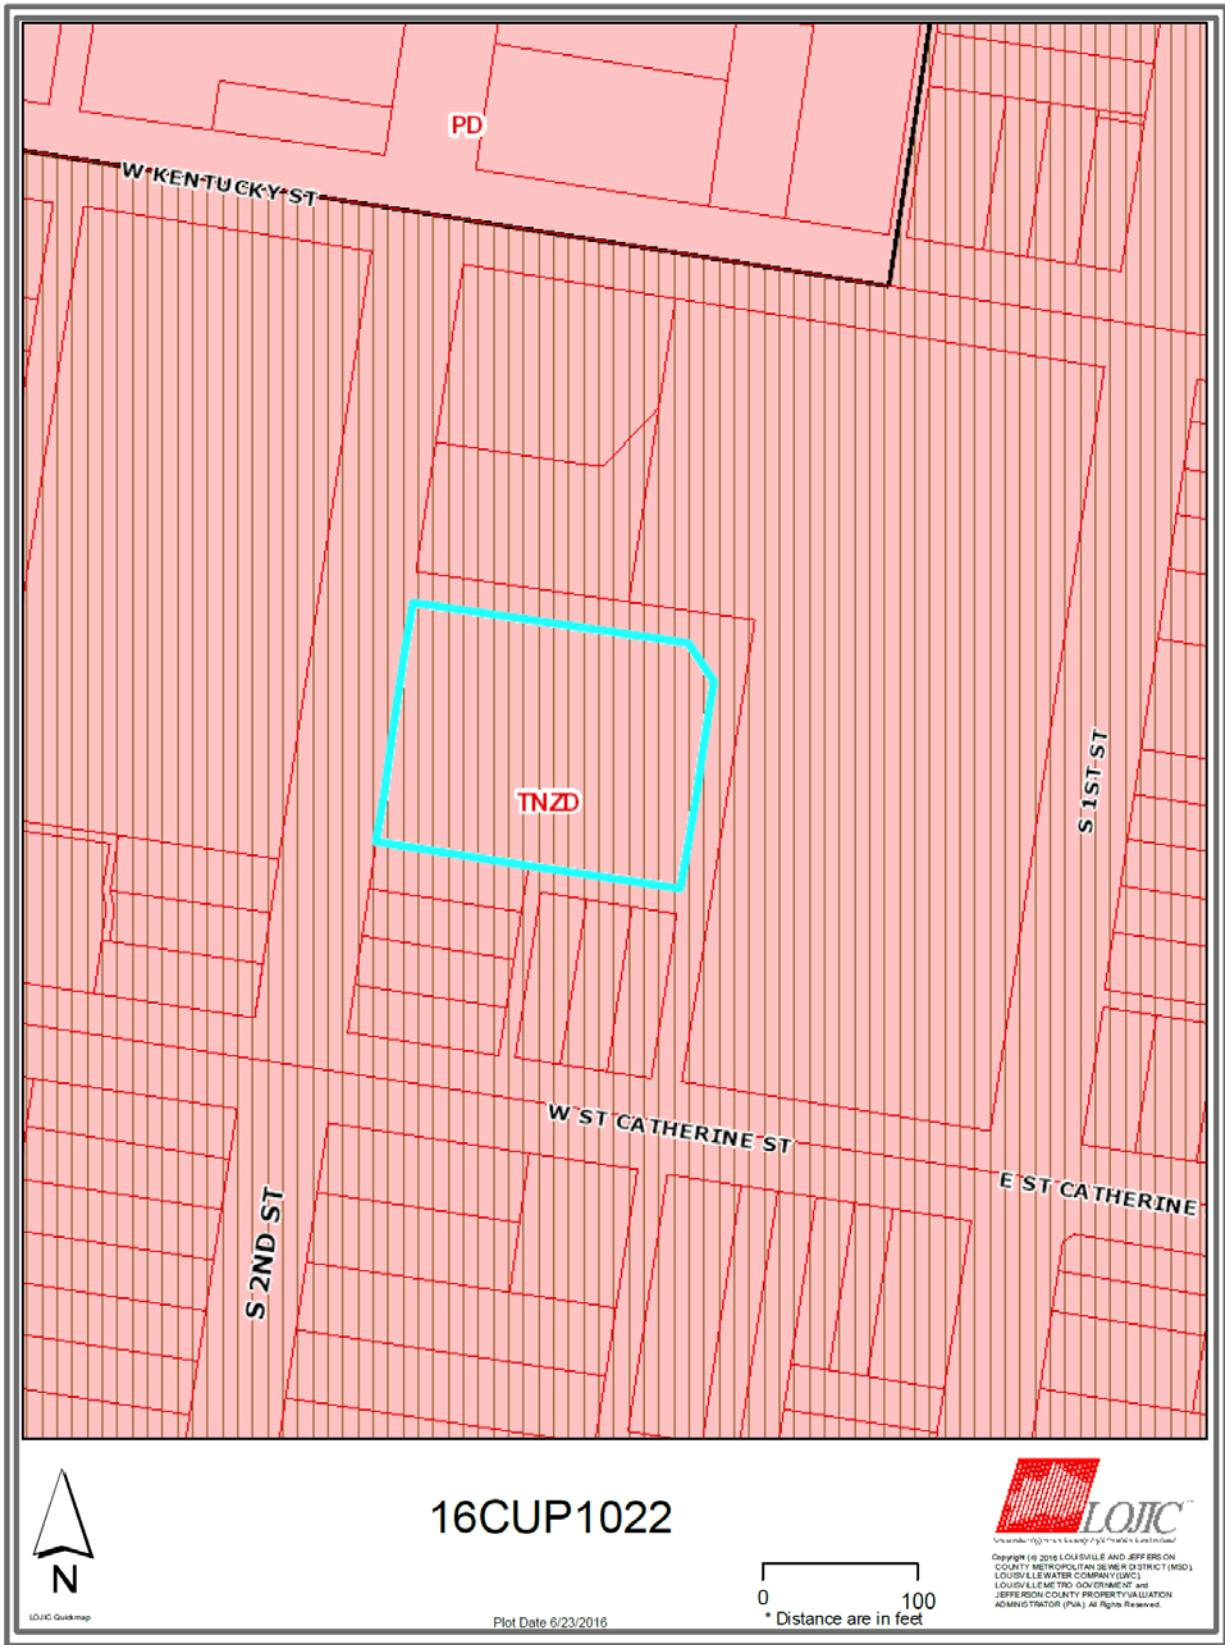 PD
W KENTUCKY ST
S 1ST ST
TNZD
W ST CATHERINE ST
E ST CATHERINE
S 2ND ST
N
LOJIC Quickmap
16CUP1022
Plot Date 6/23/2016
0 100
* Distance are in feet
LOJIC
Copyright (c) 2016 LOUISVILLE AND JEFFERSON
COUNTY METROPOLITAN SEWER DISTRICT (MSD),
LOUISVILLE WATER COMPANY (LWC),
LOUISVILLE METRO GOVERNMENT and
JEFFERSON COUNTY PROPERTY VALUATION
ADMINISTRATOR (PVA). All Rights Reserved.